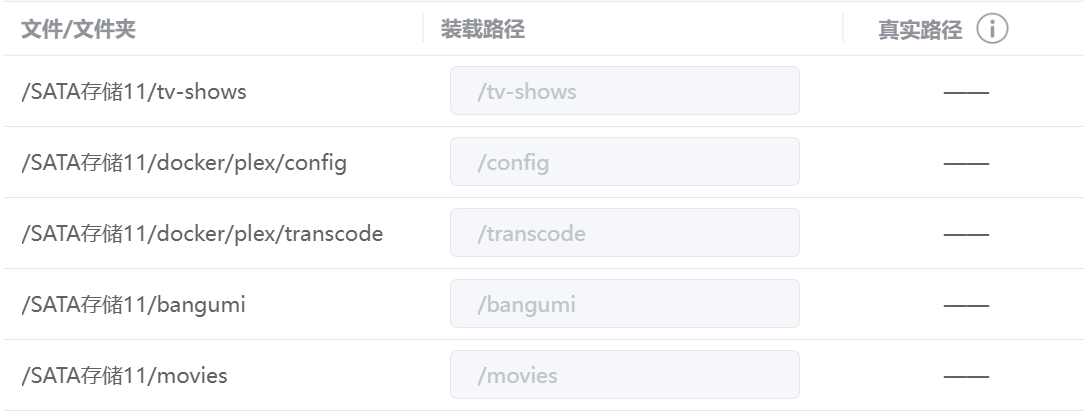 文件/文件夹 装载路径 真实路径
/SATA存储11/tv-shows /tv-shows ——
/SATA存储11/docker/plex/config /config ——
/SATA存储11/docker/plex/transcode /transcode ——
/SATA存储11/bangumi /bangumi ——
/SATA存储11/movies /movies ——